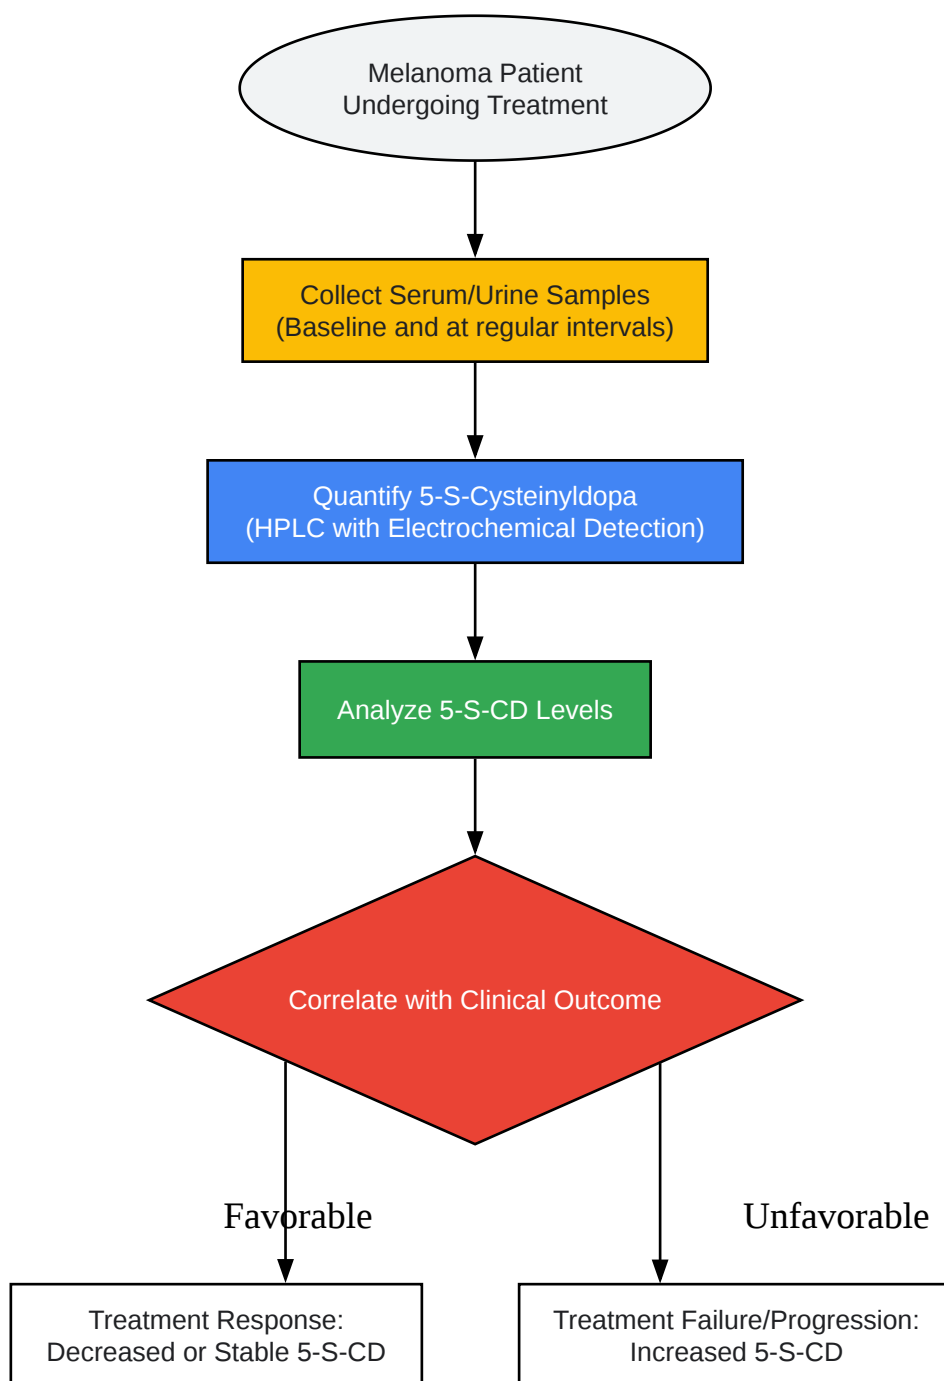 Melanoma Patient
Undergoing Treatment
Collect Serum/Urine Samples
(Baseline and at regular intervals)
Quantify 5-S-Cysteinyldopa
(HPLC with Electrochemical Detection)
Analyze 5-S-CD Levels
Correlate with Clinical Outcome
Favorable
Unfavorable
Treatment Response:
Decreased or Stable 5-S-CD
Treatment Failure/Progression:
Increased 5-S-CD